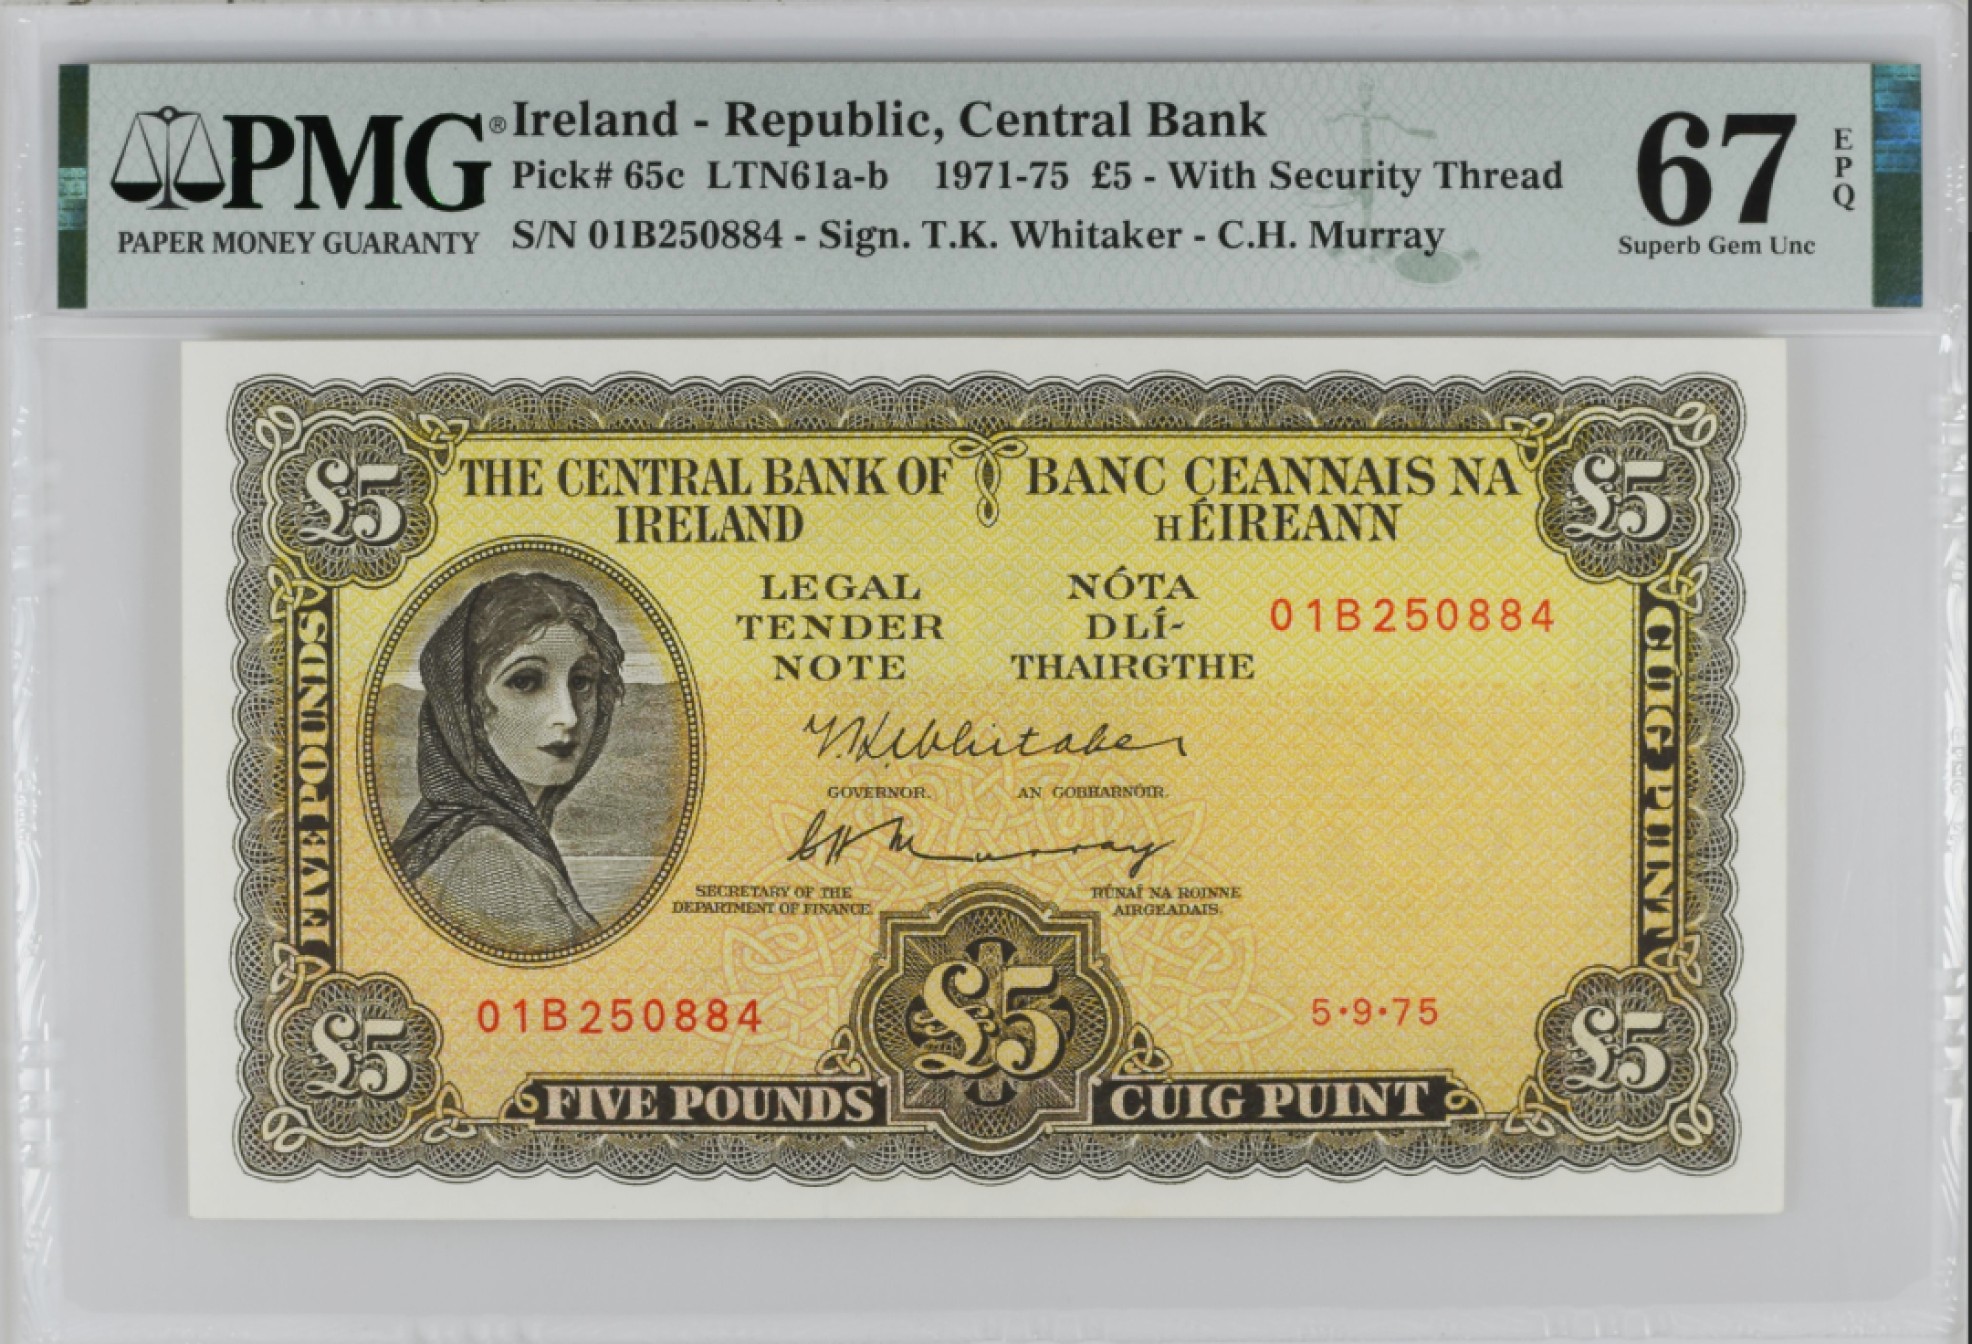 PMG®
PAPER MONEY GUARANTY
Ireland - Republic, Central Bank
Pick# 65c LTN61a-b 1971-75 £5 - With Security Thread
S/N 01B250884 - Sign. T.K. Whitaker - C.H. Murray
67
EPQ
Superb Gem Unc
£5
THE CENTRAL BANK OF
IRELAND
BANC CEANNAIS NA
HÉIREANN
£5
LEGAL
TENDER
NOTE
NÓTA
DLÍ-
THAIRGTHE
01B250884
FIVE POUNDS
CÚIG PUINT
T.K. Whitaker
GOVERNOR. AN GOBHARNÓIR.
C H Murray
SECRETARY OF THE
DEPARTMENT OF FINANCE.
RÚNAÍ NA ROINNE
AIRGEADAIS.
01B250884
5·9·75
£5
£5
£5
FIVE POUNDS
CÚIG PUINT